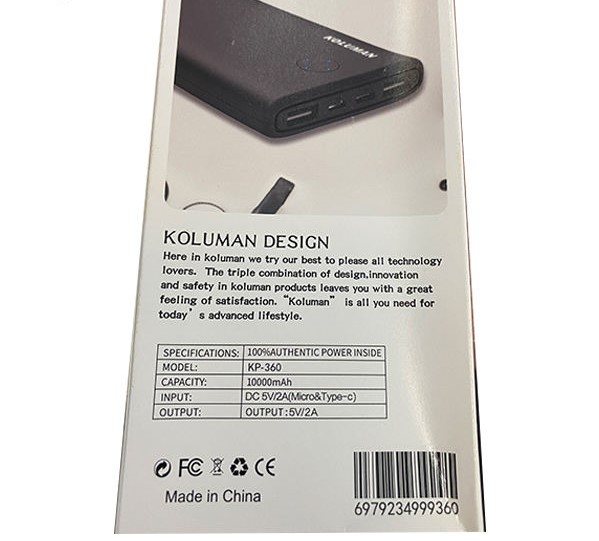 KOLUMAN
KOLUMAN DESIGN
Here in koluman we try our best to please all technology
lovers. The triple combination of design,innovation
and safety in koluman products leaves you with a great
feeling of satisfaction. “Koluman” is all you need for
today’s advanced lifestyle.
SPECIFICATIONS: 100%AUTHENTIC POWER INSIDE
MODEL: KP-360
CAPACITY: 10000mAh
INPUT: DC 5V/2A(Micro&Type-c)
OUTPUT: OUTPUT:5V/2A
FC CE
Made in China
6979234999360